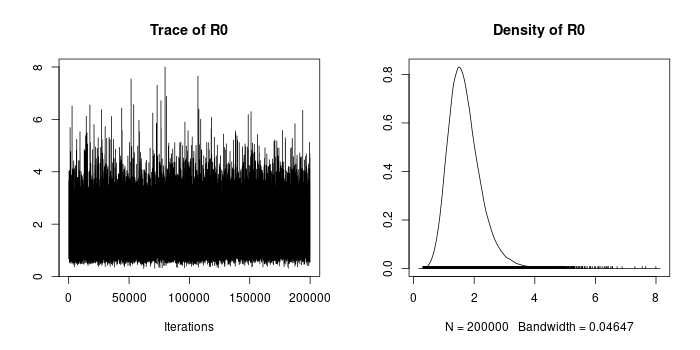 Trace of R0
8
6
4
2
0
0 50000 100000 150000 200000
Iterations
Density of R0
0.8
0.6
0.4
0.2
0.0
0 2 4 6 8
N = 200000 Bandwidth = 0.04647